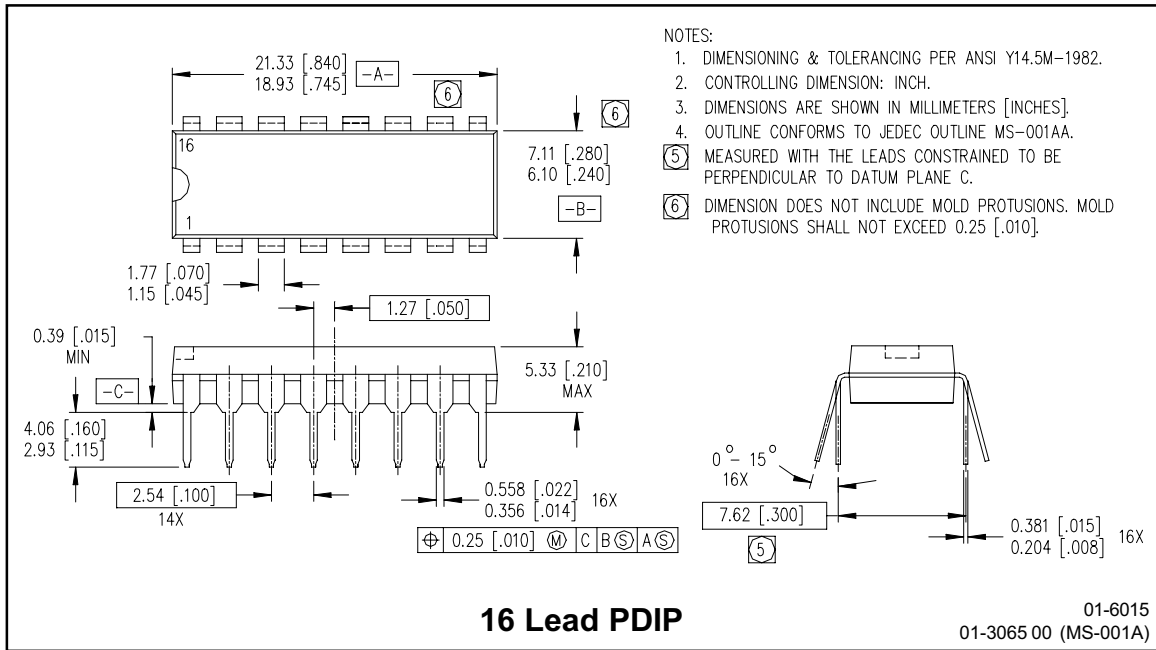 NOTES:
1. DIMENSIONING & TOLERANCING PER ANSI Y14.5M-1982.
2. CONTROLLING DIMENSION: INCH.
3. DIMENSIONS ARE SHOWN IN MILLIMETERS [INCHES].
4. OUTLINE CONFORMS TO JEDEC OUTLINE MS-001AA.
5 MEASURED WITH THE LEADS CONSTRAINED TO BE
PERPENDICULAR TO DATUM PLANE C.
6 DIMENSION DOES NOT INCLUDE MOLD PROTUSIONS. MOLD
PROTUSIONS SHALL NOT EXCEED 0.25 [.010].
21.33 [.840]
18.93 [.745]
-A-
6
6
16
1
7.11 [.280]
6.10 [.240]
-B-
1.77 [.070]
1.15 [.045]
1.27 [.050]
0.39 [.015]
MIN
-C-
5.33 [.210]
MAX
4.06 [.160]
2.93 [.115]
2.54 [.100]
14X
0.558 [.022]
0.356 [.014]
16X
⌖ 0.25 [.010] Ⓜ C B Ⓢ A Ⓢ
0° - 15°
16X
7.62 [.300]
5
0.381 [.015]
0.204 [.008]
16X
16 Lead PDIP
01-6015
01-3065 00 (MS-001A)